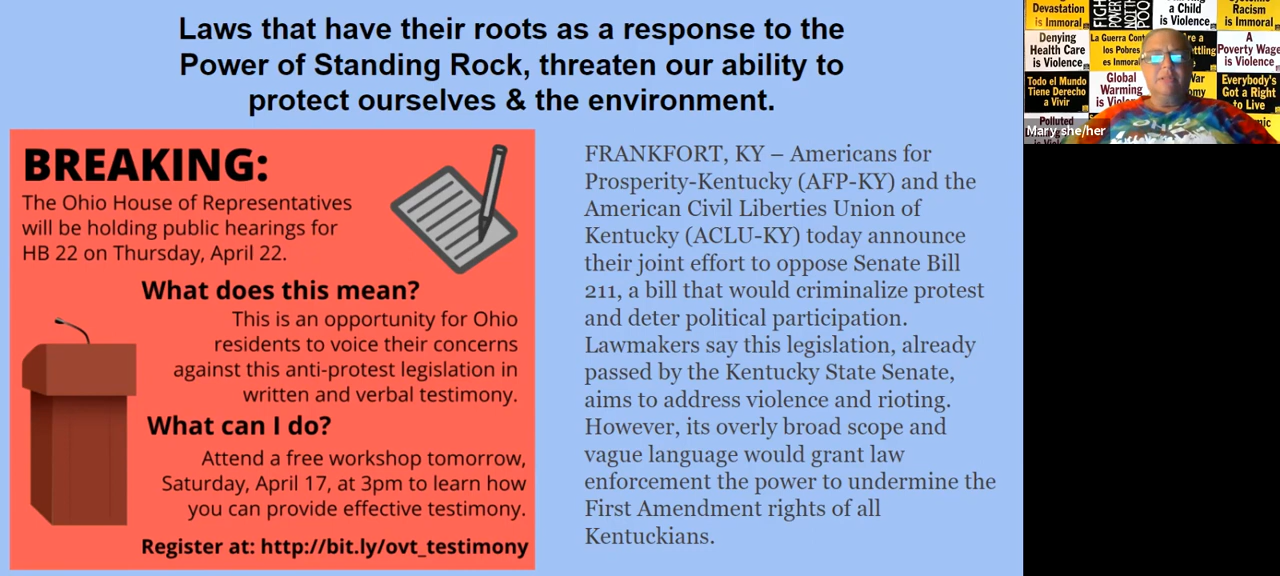 Laws that have their roots as a response to the
Power of Standing Rock, threaten our ability to
protect ourselves & the environment.
BREAKING:
The Ohio House of Representatives
will be holding public hearings for
HB 22 on Thursday, April 22.
What does this mean?
This is an opportunity for Ohio
residents to voice their concerns
against this anti-protest legislation in
written and verbal testimony.
What can I do?
Attend a free workshop tomorrow,
Saturday, April 17, at 3pm to learn how
you can provide effective testimony.
Register at: http://bit.ly/ovt_testimony
FRANKFORT, KY – Americans for
Prosperity-Kentucky (AFP-KY) and the
American Civil Liberties Union of
Kentucky (ACLU-KY) today announce
their joint effort to oppose Senate Bill
211, a bill that would criminalize protest
and deter political participation.
Lawmakers say this legislation, already
passed by the Kentucky State Senate,
aims to address violence and rioting.
However, its overly broad scope and
vague language would grant law
enforcement the power to undermine the
First Amendment rights of all
Kentuckians.
Devastation
is Immoral
FIGHT
POVERTY
NOT THE
POOR
a Child
is Violence
Systemic
Racism
is Immoral
Denying
Health Care
is Violence
La Guerra Cont
los Pobres
es Inmoral
A
Poverty Wage
is Violence
Todo el Mundo
Tiene Derecho
a Vivir
Global
Warming
is
War
Everybody's
Got a Right
to Live
Polluted
Mary she/her